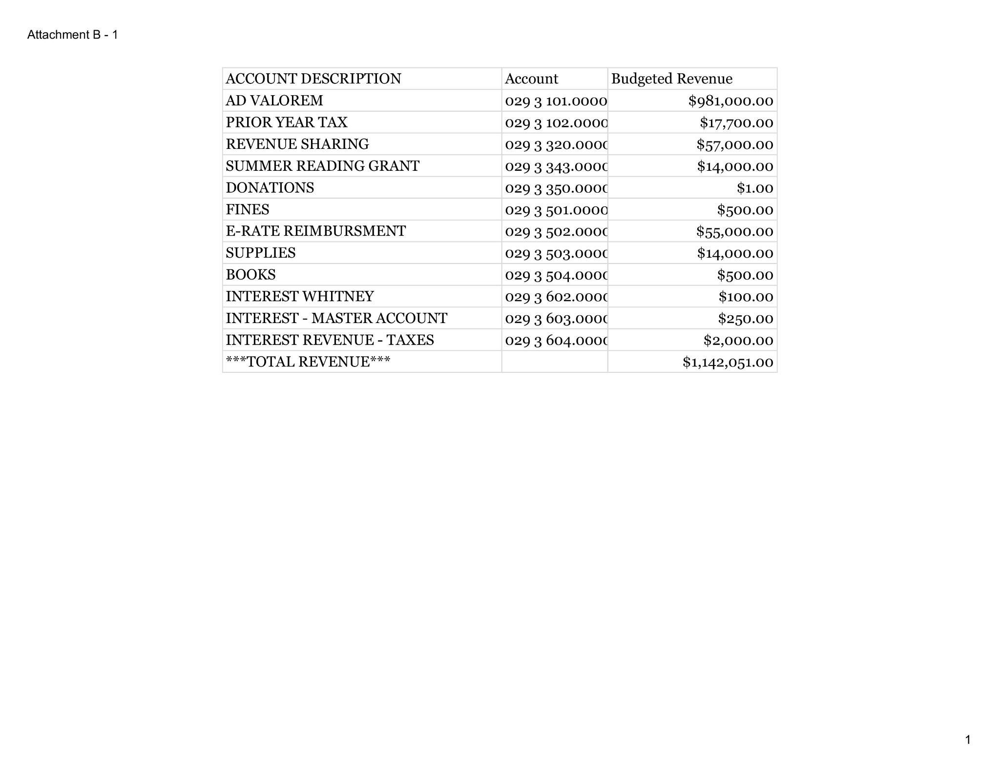 Attachment B - 1
ACCOUNT DESCRIPTION Account Budgeted Revenue
AD VALOREM 029 3 101.0000 $981,000.00
PRIOR YEAR TAX 029 3 102.0000 $17,700.00
REVENUE SHARING 029 3 320.0000 $57,000.00
SUMMER READING GRANT 029 3 343.0000 $14,000.00
DONATIONS 029 3 350.0000 $1.00
FINES 029 3 501.0000 $500.00
E-RATE REIMBURSMENT 029 3 502.0000 $55,000.00
SUPPLIES 029 3 503.0000 $14,000.00
BOOKS 029 3 504.0000 $500.00
INTEREST WHITNEY 029 3 602.0000 $100.00
INTEREST - MASTER ACCOUNT 029 3 603.0000 $250.00
INTEREST REVENUE - TAXES 029 3 604.0000 $2,000.00
***TOTAL REVENUE*** $1,142,051.00
1